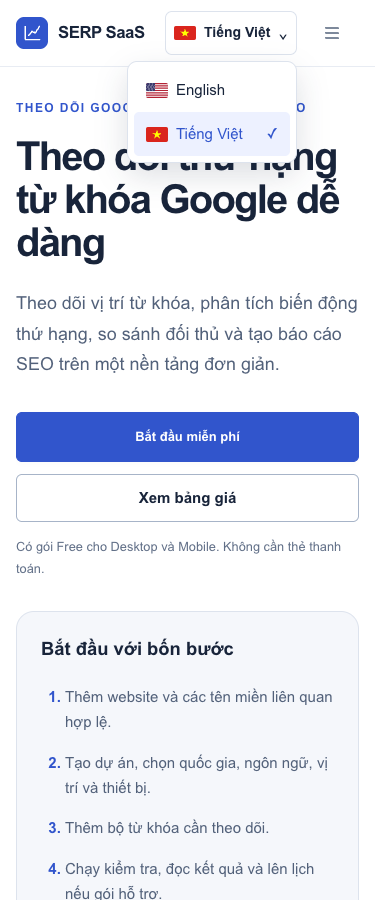 SERP SaaS
Tiếng Việt
English
Tiếng Việt
THEO DÕI
Theo dõi thứ hạng
từ khóa Google dễ
dàng
Theo dõi vị trí từ khóa, phân tích biến động
thứ hạng, so sánh đối thủ và tạo báo cáo
SEO trên một nền tảng đơn giản.
Bắt đầu miễn phí
Xem bảng giá
Có gói Free cho Desktop và Mobile. Không cần thẻ thanh
toán.
Bắt đầu với bốn bước
1. Thêm website và các tên miền liên quan
hợp lệ.
2. Tạo dự án, chọn quốc gia, ngôn ngữ, vị
trí và thiết bị.
3. Thêm bộ từ khóa cần theo dõi.
4. Chạy kiểm tra, đọc kết quả và lên lịch
nếu gói hỗ trợ.